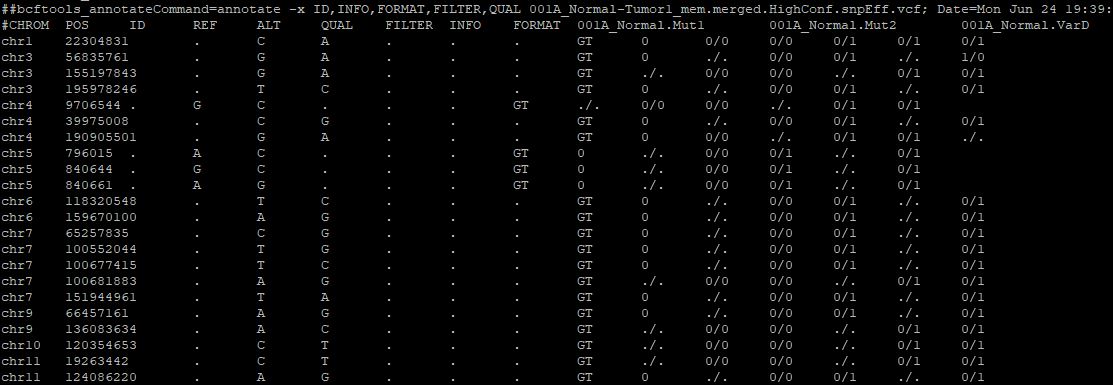 ##bcftools_annotateCommand=annotate -x ID,INFO,FORMAT,FILTER,QUAL 001A_Normal-Tumor1_mem.merged.HighConf.snpEff.vcf; Date=Mon Jun 24 19:39:
#CHROM POS ID REF ALT QUAL FILTER INFO FORMAT 001A_Normal.Mut1 001A_Normal.Mut2 001A_Normal.VarD
chr1 22304831 . C A . . . GT 0 0/0 0/0 0/1 0/1 0/1
chr3 56835761 . G A . . . GT 0 ./. 0/0 0/1 ./. 1/0
chr3 155197843 . G A . . . GT ./. 0/0 0/0 ./. 0/1 0/1
chr3 195978246 . T C . . . GT 0 ./. 0/0 0/1 ./. 0/1
chr4 9706544 . G C . . . GT ./. 0/0 0/0 ./. 0/1 0/1
chr4 39975008 . C G . . . GT 0 ./. 0/0 0/1 ./. 0/1
chr4 190905501 . G A . . . GT 0 0/0 ./. 0/1 0/1 ./.
chr5 796015 . A C . . . GT 0 ./. 0/0 0/1 ./. 0/1
chr5 840644 . G C . . . GT 0 ./. 0/0 0/1 ./. 0/1
chr5 840661 . A G . . . GT 0 ./. 0/0 0/1 ./. 0/1
chr6 118320548 . T C . . . GT 0 ./. 0/0 0/1 ./. 0/1
chr6 159670100 . A G . . . GT 0 ./. 0/0 0/1 ./. 0/1
chr7 65257835 . C G . . . GT 0 ./. 0/0 0/1 ./. 0/1
chr7 100552044 . T G . . . GT 0 ./. 0/0 0/1 ./. 0/1
chr7 100677415 . T C . . . GT 0 ./. 0/0 0/1 ./. 0/1
chr7 100681883 . A G . . . GT ./. 0/0 0/0 ./. 0/1 0/1
chr7 151944961 . T A . . . GT 0 ./. 0/0 0/1 ./. 0/1
chr9 66457161 . A G . . . GT 0 ./. 0/0 0/1 ./. 0/1
chr9 136083634 . A C . . . GT ./. 0/0 0/0 ./. 0/1 0/1
chr10 120354653 . C T . . . GT ./. 0/0 0/0 ./. 0/1 0/1
chr11 19263442 . C T . . . GT ./. 0/0 0/0 ./. 0/1 0/1
chr11 124086220 . A G . . . GT 0 ./. 0/0 0/1 ./. 0/1